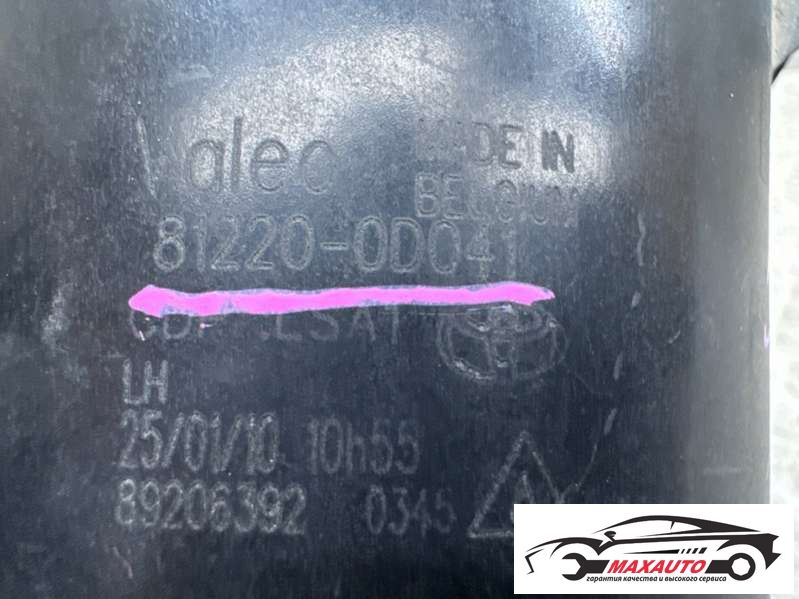 Valeo
MADE IN
BELGIUM
81220-0D041
LH
25/01/10 10h55
89206392 0345
MAXAUTO
гарантия качества и высокого сервиса